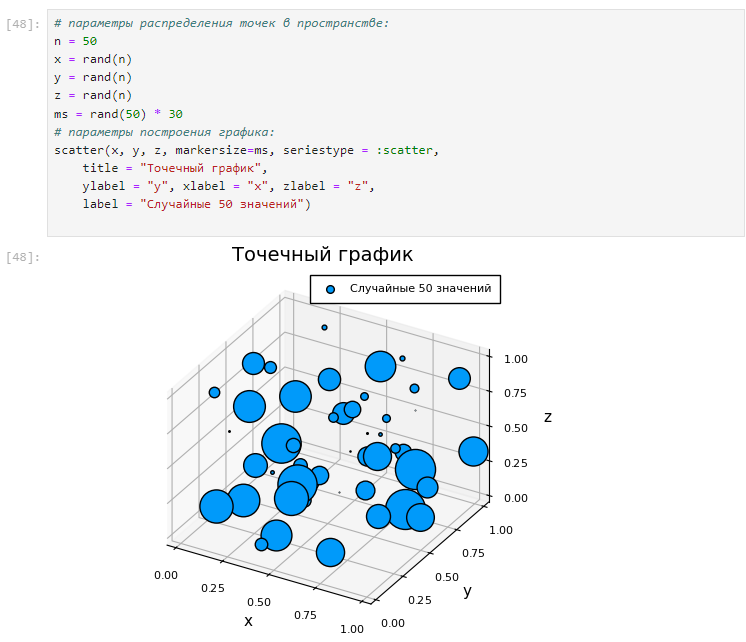 [48]:
# параметры распределения точек в пространстве:
n = 50
x = rand(n)
y = rand(n)
z = rand(n)
ms = rand(50) * 30
# параметры построения графика:
scatter(x, y, z, markersize=ms, seriestype = :scatter,
    title = "Точечный график",
    ylabel = "y", xlabel = "x", zlabel = "z",
    label = "Случайные 50 значений")
[48]:
Точечный график
Случайные 50 значений
1.00
0.75
0.50
0.25
0.00
z
1.00
0.75
0.50
0.25
0.00
y
0.00
0.25
0.50
0.75
1.00
x